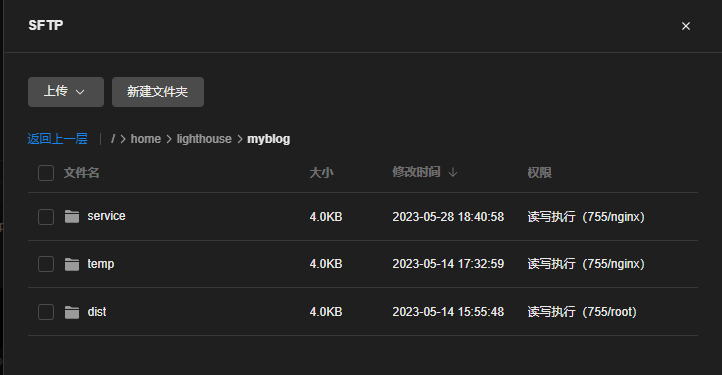 SFTP ×
上传 新建文件夹
返回上一层 | / > home > lighthouse > myblog
文件名 大小 修改时间 ↓ 权限
service 4.0KB 2023-05-28 18:40:58 读写执行（755/nginx）
temp 4.0KB 2023-05-14 17:32:59 读写执行（755/nginx）
dist 4.0KB 2023-05-14 15:55:48 读写执行（755/root）